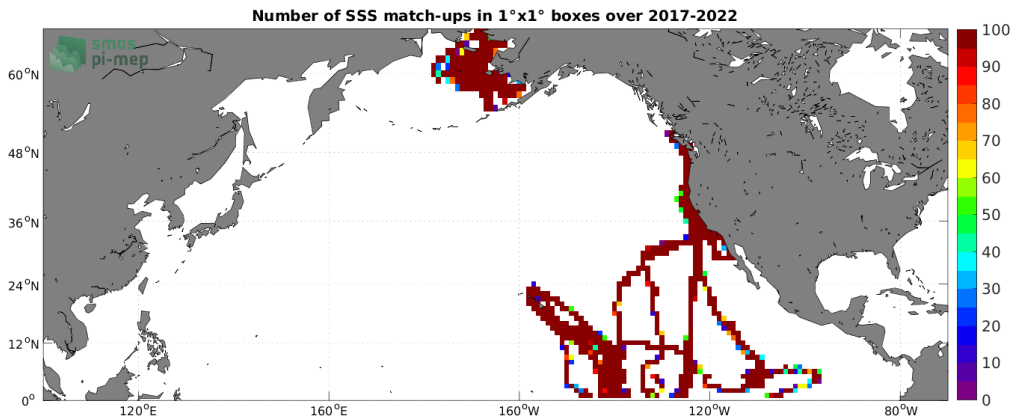 Number of SSS match-ups in 1°x1° boxes over 2017-2022
smos
pi-mep
60°N
48°N
36°N
24°N
12°N
0°
120°E
160°E
160°W
120°W
80°W
100
90
80
70
60
50
40
30
20
10
0